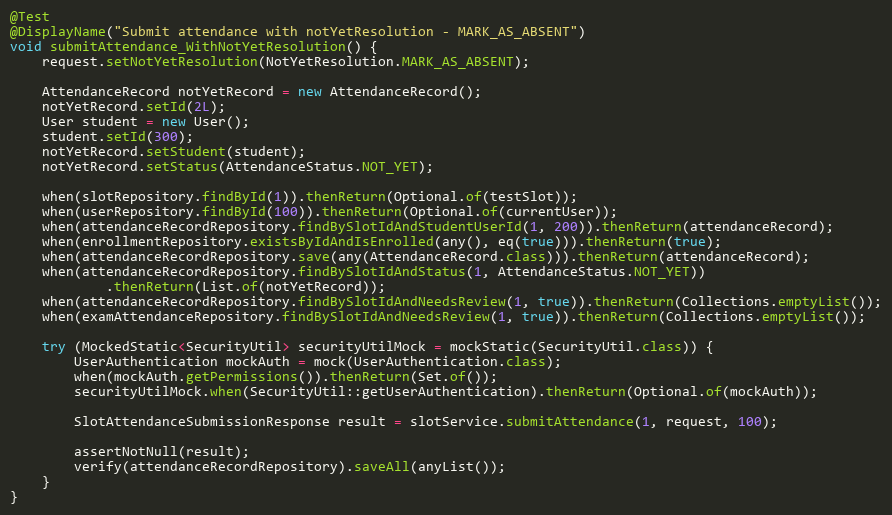 @Test
@DisplayName("Submit attendance with notYetResolution - MARK_AS_ABSENT")
void submitAttendance_WithNotYetResolution() {
    request.setNotYetResolution(NotYetResolution.MARK_AS_ABSENT);

    AttendanceRecord notYetRecord = new AttendanceRecord();
    notYetRecord.setId(2L);
    User student = new User();
    student.setId(300);
    notYetRecord.setStudent(student);
    notYetRecord.setStatus(AttendanceStatus.NOT_YET);

    when(slotRepository.findById(1)).thenReturn(Optional.of(testSlot));
    when(userRepository.findById(100)).thenReturn(Optional.of(currentUser));
    when(attendanceRecordRepository.findBySlotIdAndStudentUserId(1, 200)).thenReturn(attendanceRecord);
    when(enrollmentRepository.existsByIdAndIsEnrolled(any(), eq(true))).thenReturn(true);
    when(attendanceRecordRepository.save(any(AttendanceRecord.class))).thenReturn(attendanceRecord);
    when(attendanceRecordRepository.findBySlotIdAndStatus(1, AttendanceStatus.NOT_YET))
            .thenReturn(List.of(notYetRecord));
    when(attendanceRecordRepository.findBySlotIdAndNeedsReview(1, true)).thenReturn(Collections.emptyList());
    when(examAttendanceRepository.findBySlotIdAndNeedsReview(1, true)).thenReturn(Collections.emptyList());

    try (MockedStatic<SecurityUtil> securityUtilMock = mockStatic(SecurityUtil.class)) {
        UserAuthentication mockAuth = mock(UserAuthentication.class);
        when(mockAuth.getPermissions()).thenReturn(Set.of());
        securityUtilMock.when(SecurityUtil::getUserAuthentication).thenReturn(Optional.of(mockAuth));

        SlotAttendanceSubmissionResponse result = slotService.submitAttendance(1, request, 100);

        assertNotNull(result);
        verify(attendanceRecordRepository).saveAll(anyList());
    }
}